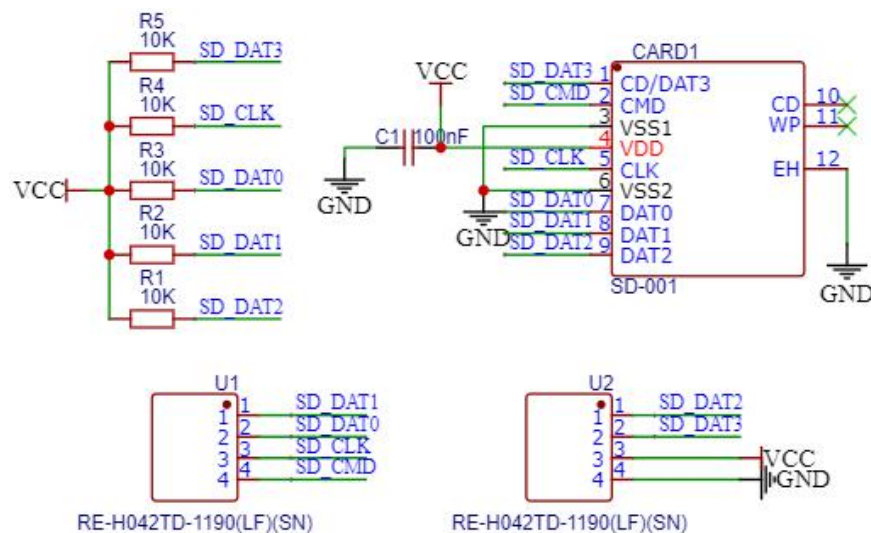 R5
10K
SD_DAT3
R4
10K
SD_CLK
R3
10K
SD_DAT0
VCC
R2
10K
SD_DAT1
R1
10K
SD_DAT2
CARD1
VCC
C1
100nF
GND
SD_DAT3 1 CD/DAT3
SD_CMD 2 CMD
3 VSS1
4 VDD
SD_CLK 5 CLK
6 VSS2
GND
SD_DAT0 7 DAT0
SD_DAT1 8 DAT1
SD_DAT2 9 DAT2
CD 10
WP 11
EH 12
GND
SD-001
U1
1 1 SD_DAT1
2 2 SD_DAT0
3 3 SD_CLK
4 4 SD_CMD
RE-H042TD-1190(LF)(SN)
U2
1 1 SD_DAT2
2 2 SD_DAT3
3 3 VCC
4 4 GND
RE-H042TD-1190(LF)(SN)